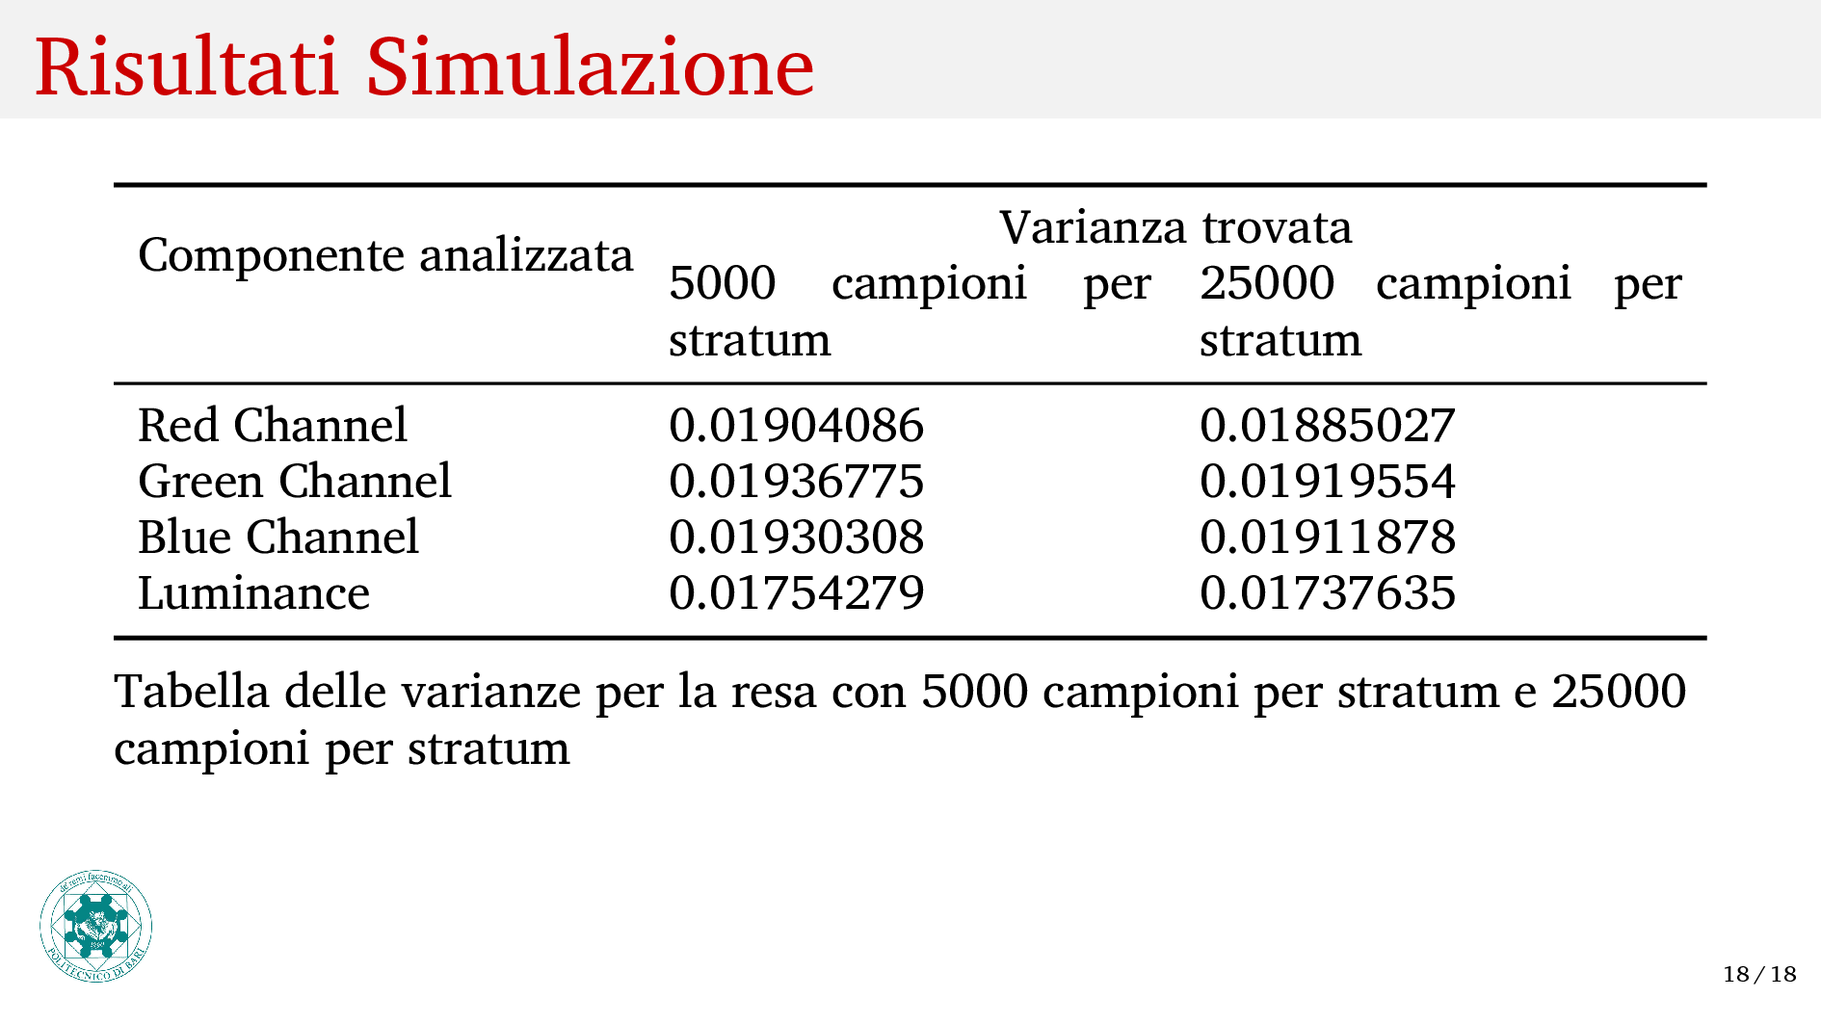 Risultati Simulazione
Varianza trovata
Componente analizzata
5000 campioni per stratum
25000 campioni per stratum
Red Channel 0.01904086 0.01885027
Green Channel 0.01936775 0.01919554
Blue Channel 0.01930308 0.01911878
Luminance 0.01754279 0.01737635
Tabella delle varianze per la resa con 5000 campioni per stratum e 25000
campioni per stratum
POLITECNICO DI BARI
18 / 18